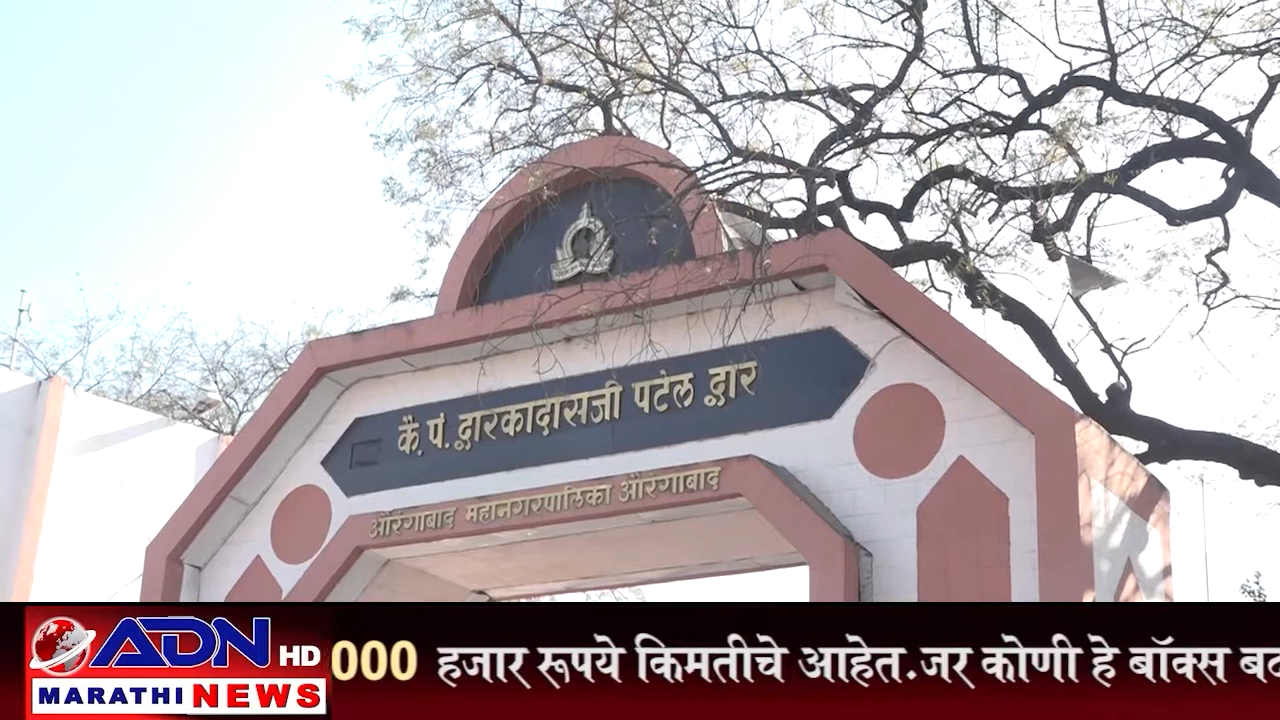 कै. पं. द्वारकादासजी पटेल द्वार
औरंगाबाद महानगरपालिका औरंगाबाद
ADN HD
MARATHI NEWS
000 हजार रूपये किमतीचे आहेत.जर कोणी हे बॉक्स